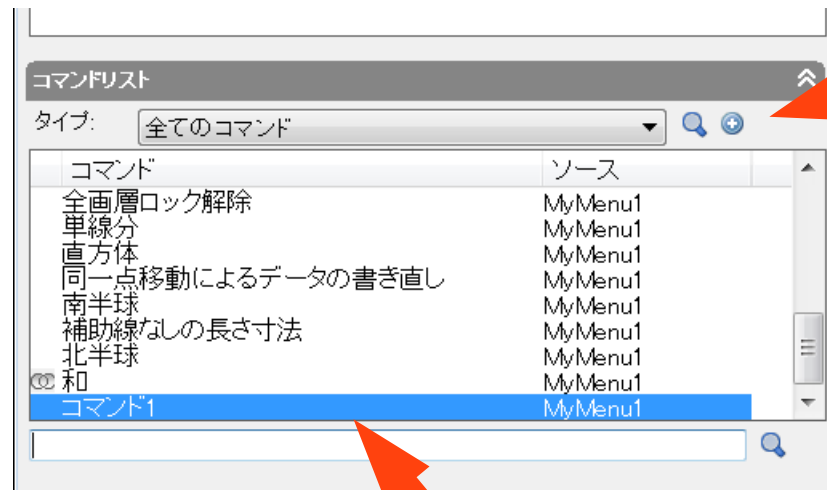 コマンドリスト
タイプ: 全てのコマンド
コマンド ソース
全画層ロック解除 MyMenu1
単線分 MyMenu1
直方体 MyMenu1
同一点移動によるデータの書き直し MyMenu1
南半球 MyMenu1
補助線なしの長さ寸法 MyMenu1
北半球 MyMenu1
和 MyMenu1
コマンド1 MyMenu1